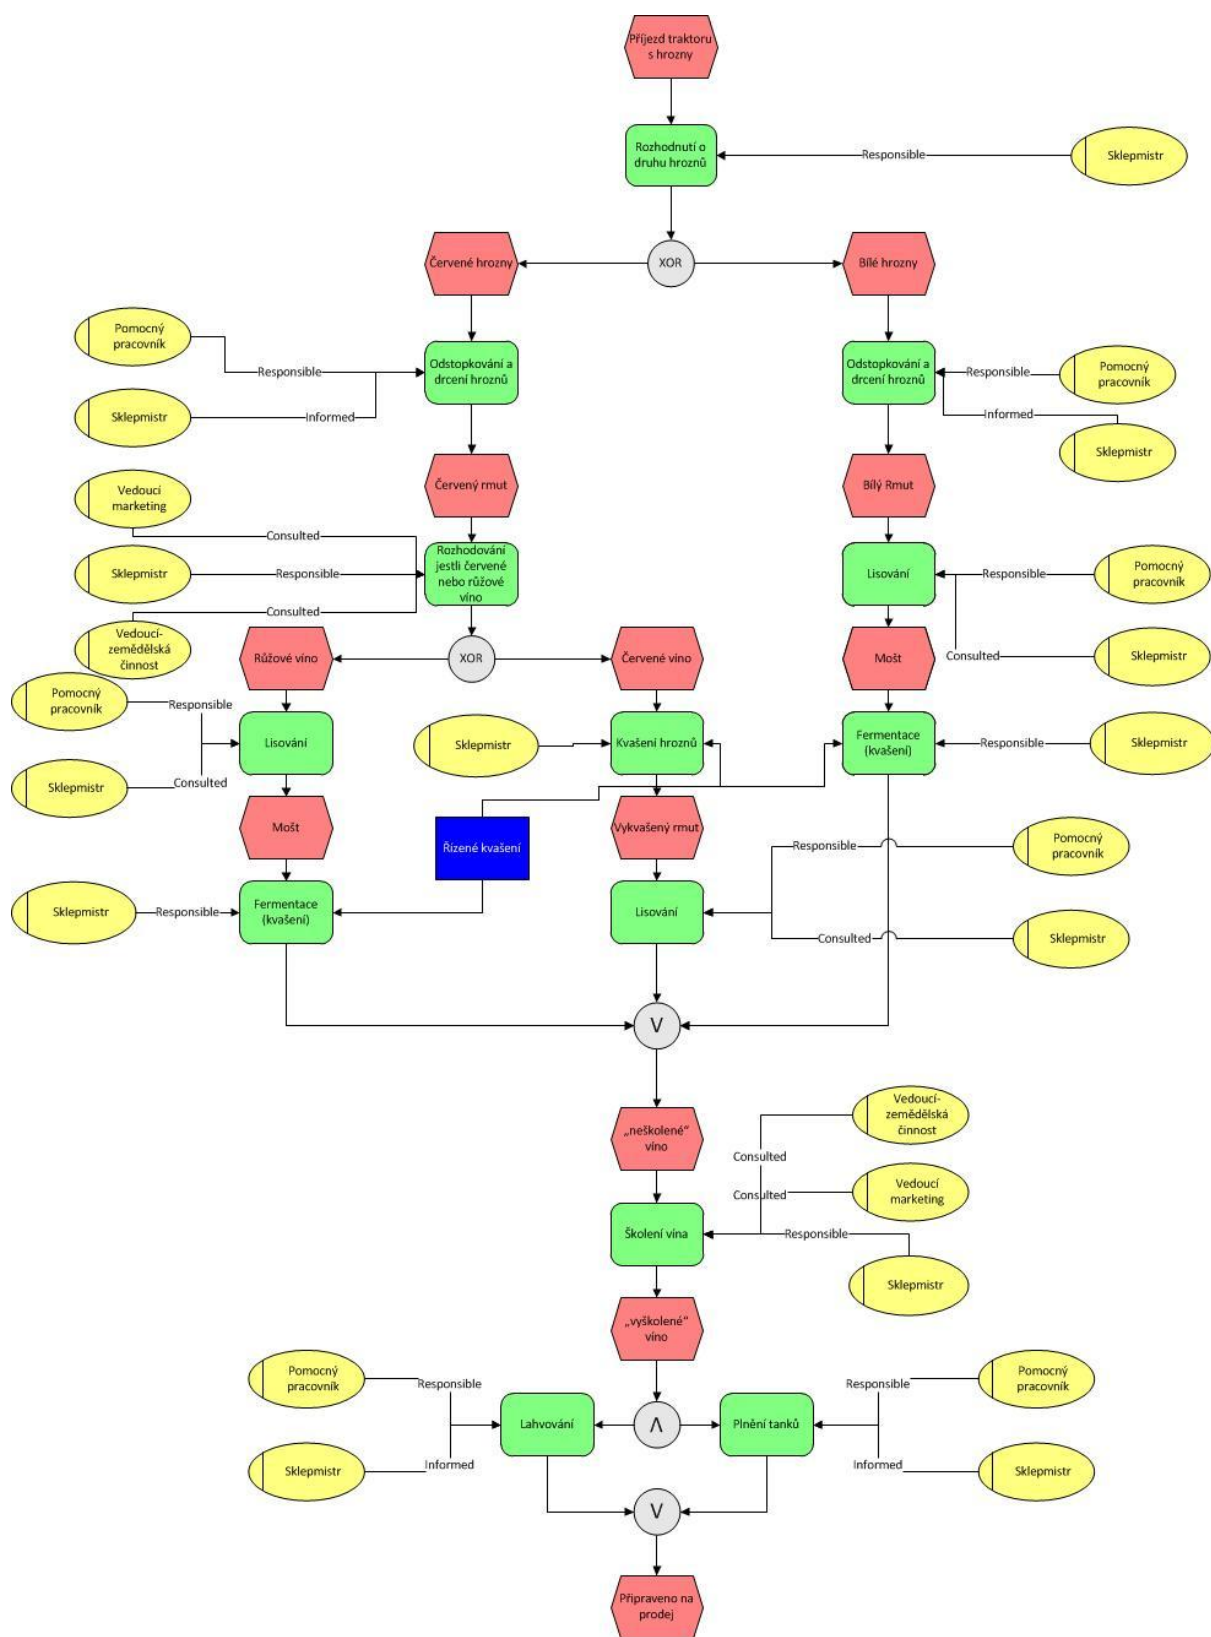 Příjezd traktoru
s hrozny
Rozhodnutí o
druhu hroznů
Responsible
Sklepmistr
Červené hrozny
XOR
Bílé hrozny
Pomocný
pracovník
Responsible
Odstopkování a
drcení hroznů
Sklepmistr
Informed
Odstopkování a
drcení hroznů
Responsible
Pomocný
pracovník
Informed
Sklepmistr
Vedoucí
marketing
Červený rmut
Bílý Rmut
Consulted
Sklepmistr
Responsible
Rozhodování
jestli červené
nebo růžové
víno
Consulted
Vedoucí-
zemědělská
činnost
Lisování
Responsible
Pomocný
pracovník
Consulted
Sklepmistr
Růžové víno
XOR
Červené vino
Mošt
Pomocný
pracovník
Responsible
Lisování
Sklepmistr
Consulted
Sklepmistr
Kvašení hroznů
Fermentace
(kvašení)
Responsible
Sklepmistr
Mošt
Řízené kvašení
Vykvašený rmut
Responsible
Pomocný
pracovník
Sklepmistr
Responsible
Fermentace
(kvašení)
Lisování
Consulted
Sklepmistr
V
„neškolené“
víno
Vedoucí-
zemědělská
činnost
Consulted
Consulted
Vedoucí
marketing
Školení vína
Responsible
Sklepmistr
„vyškolené“
víno
Pomocný
pracovník
Responsible
Lahvování
Λ
Plnění tanků
Responsible
Pomocný
pracovník
Sklepmistr
Informed
Informed
Sklepmistr
V
Připraveno na
prodej